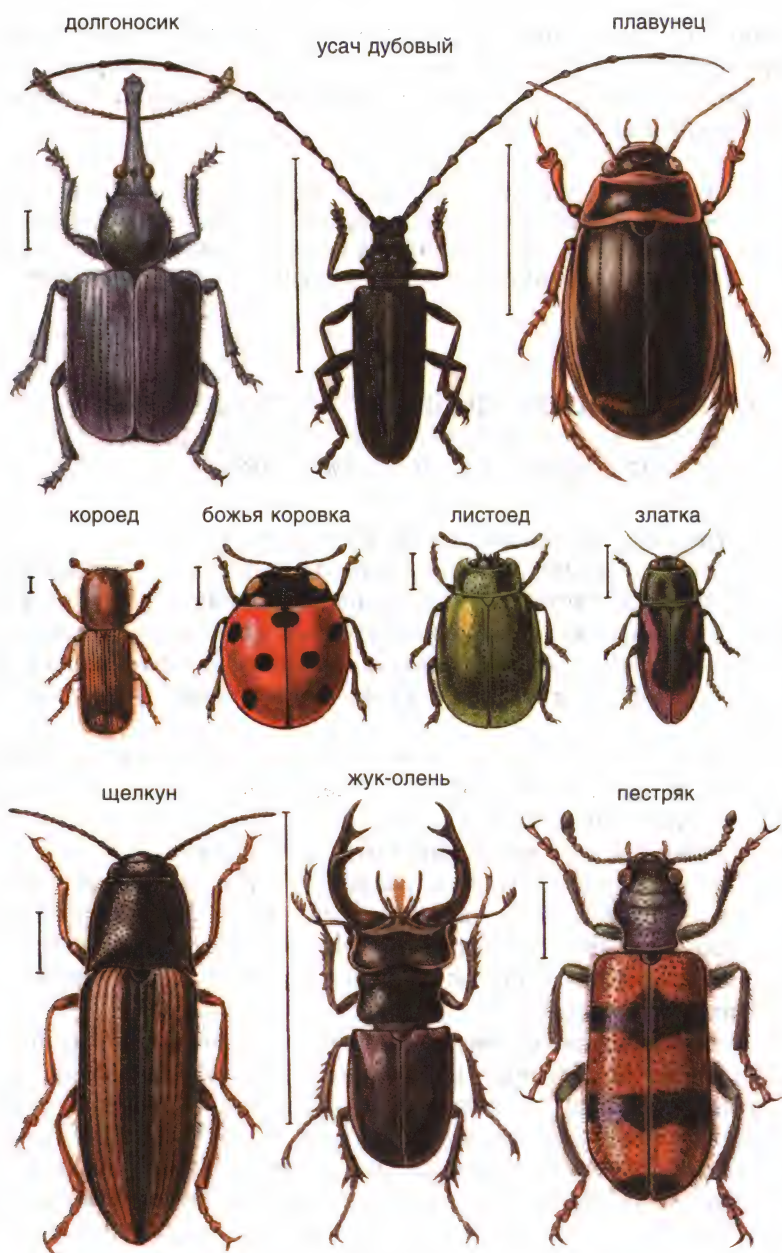 долгоносик
усач дубовый
плавунец
короед
божья коровка
листоед
златка
щелкун
жук-олень
пестряк